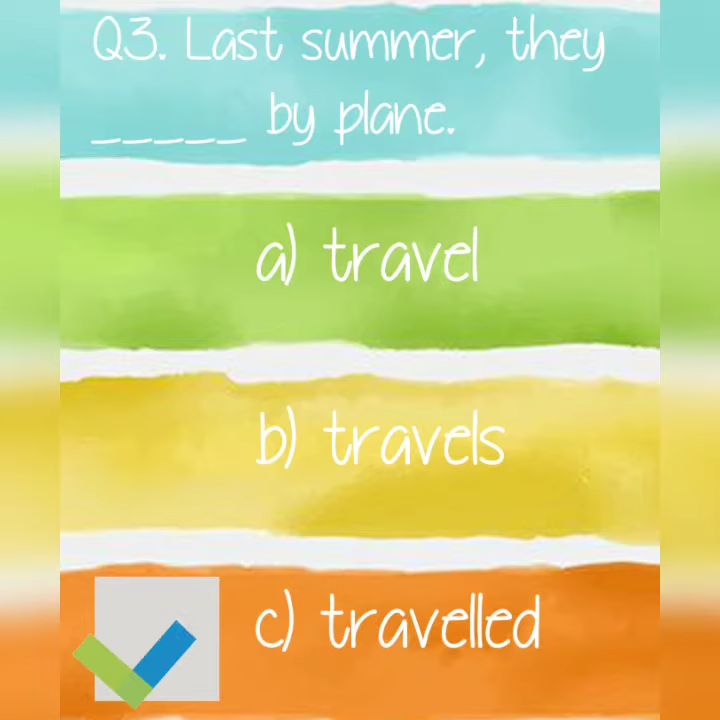 Q3. Last summer, they
_____ by plane.
a) travel
b) travels
c) travelled